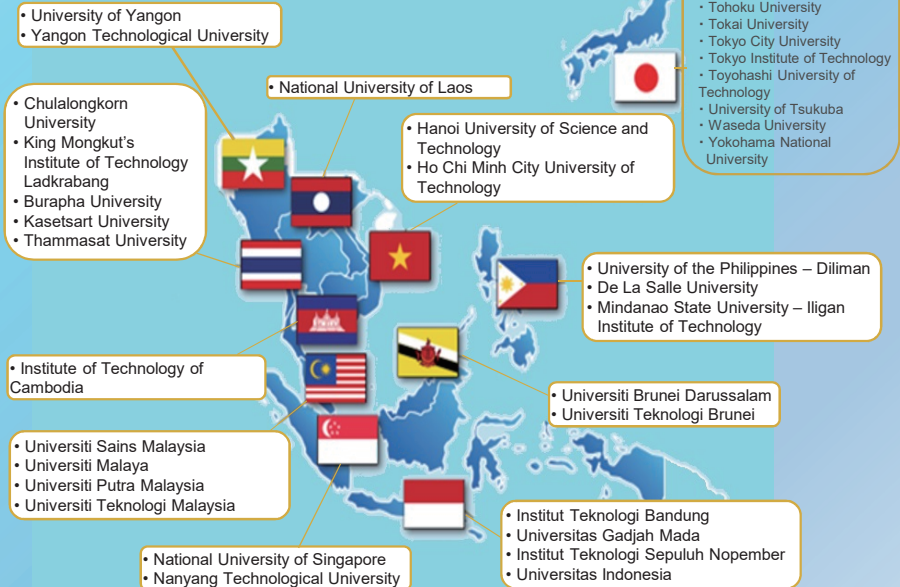 • University of Yangon
• Yangon Technological University
・Tohoku University
・Tokai University
・Tokyo City University
・Tokyo Institute of Technology
・Toyohashi University of
Technology
・University of Tsukuba
・Waseda University
・Yokohama National
University
• National University of Laos
• Chulalongkorn
University
• King Mongkut's
Institute of Technology
Ladkrabang
• Burapha University
• Kasetsart University
• Thammasat University
• Hanoi University of Science and
Technology
• Ho Chi Minh City University of
Technology
• University of the Philippines – Diliman
• De La Salle University
• Mindanao State University – Iligan
Institute of Technology
• Institute of Technology of
Cambodia
• Universiti Brunei Darussalam
• Universiti Teknologi Brunei
• Universiti Sains Malaysia
• Universiti Malaya
• Universiti Putra Malaysia
• Universiti Teknologi Malaysia
• Institut Teknologi Bandung
• Universitas Gadjah Mada
• Institut Teknologi Sepuluh Nopember
• Universitas Indonesia
• National University of Singapore
• Nanyang Technological University